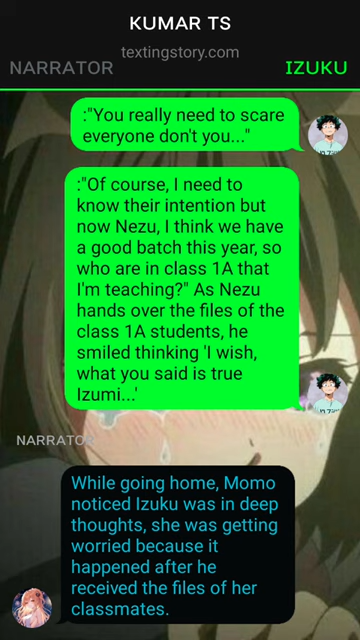 KUMAR TS
textingstory.com
NARRATOR
IZUKU
:"You really need to scare
everyone don't you..."
:"Of course, I need to
know their intention but
now Nezu, I think we have
a good batch this year, so
who are in class 1A that
I'm teaching?" As Nezu
hands over the files of the
class 1A students, he
smiled thinking 'I wish,
what you said is true
Izumi...'
NARRATOR
While going home, Momo
noticed Izuku was in deep
thoughts, she was getting
worried because it
happened after he
received the files of her
classmates.